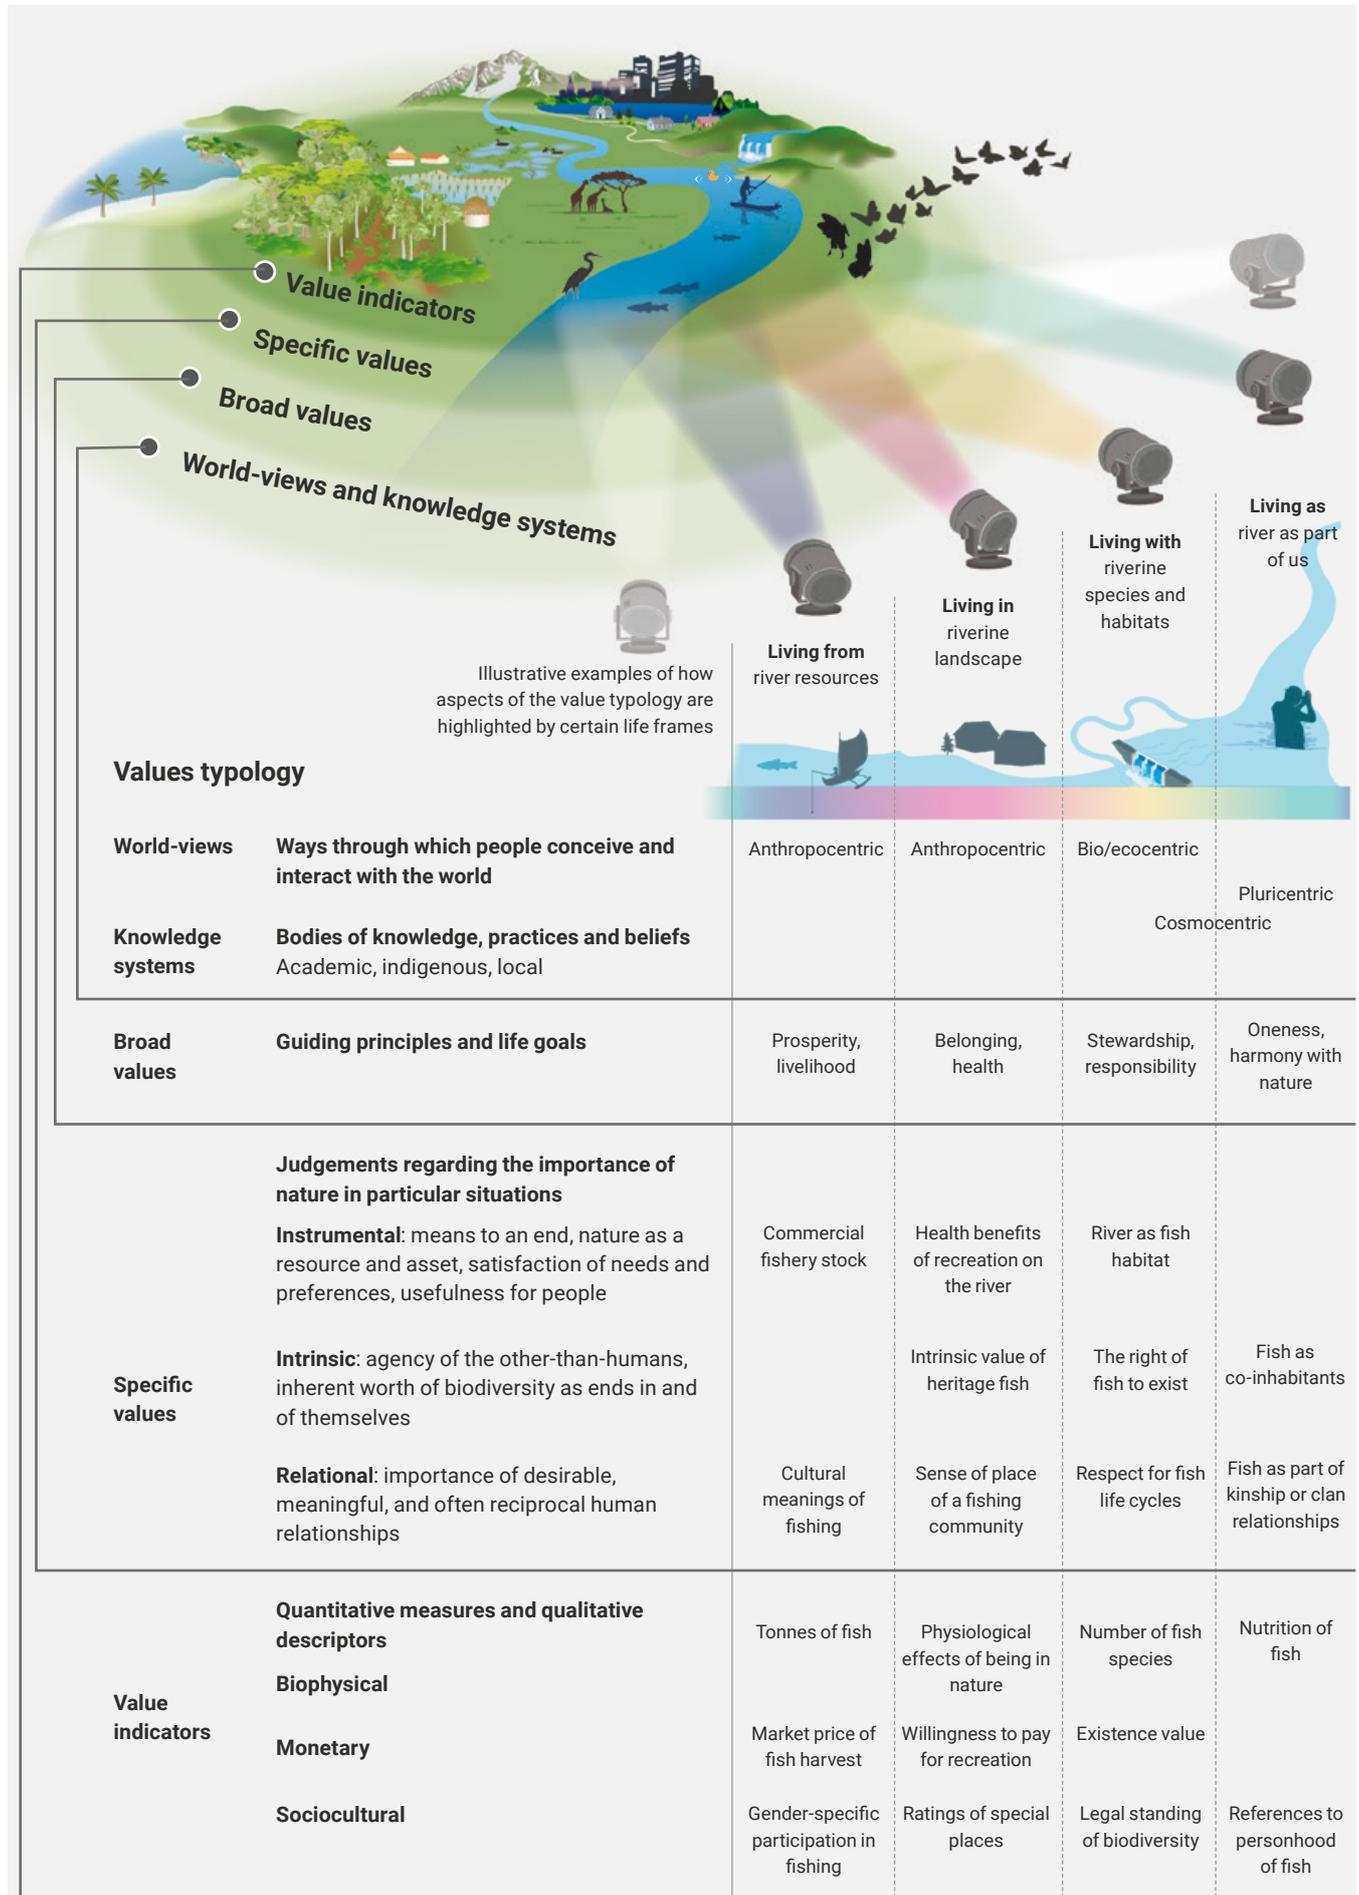 Value indicators
Specific values
Broad values
World-views and knowledge systems
Illustrative examples of how
aspects of the value typology are
highlighted by certain life frames
Living from
river resources
Living in
riverine
landscape
Living with
riverine
species and
habitats
Living as
river as part
of us
Values typology
World-views
Ways through which people conceive and
interact with the world
Anthropocentric
Anthropocentric
Bio/ecocentric
Pluricentric
Cosmocentric
Knowledge
systems
Bodies of knowledge, practices and beliefs
Academic, indigenous, local
Broad
values
Guiding principles and life goals
Prosperity,
livelihood
Belonging,
health
Stewardship,
responsibility
Oneness,
harmony with
nature
Specific
values
Judgements regarding the importance of
nature in particular situations
Instrumental: means to an end, nature as a
resource and asset, satisfaction of needs and
preferences, usefulness for people
Commercial
fishery stock
Health benefits
of recreation on
the river
River as fish
habitat
Intrinsic: agency of the other-than-humans,
inherent worth of biodiversity as ends in and
of themselves
Intrinsic value of
heritage fish
The right of
fish to exist
Fish as
co-inhabitants
Relational: importance of desirable,
meaningful, and often reciprocal human
relationships
Cultural
meanings of
fishing
Sense of place
of a fishing
community
Respect for fish
life cycles
Fish as part of
kinship or clan
relationships
Value
indicators
Quantitative measures and qualitative
descriptors
Biophysical
Tonnes of fish
Physiological
effects of being in
nature
Number of fish
species
Nutrition of
fish
Monetary
Market price of
fish harvest
Willingness to pay
for recreation
Existence value
Sociocultural
Gender-specific
participation in
fishing
Ratings of special
places
Legal standing
of biodiversity
References to
personhood
of fish